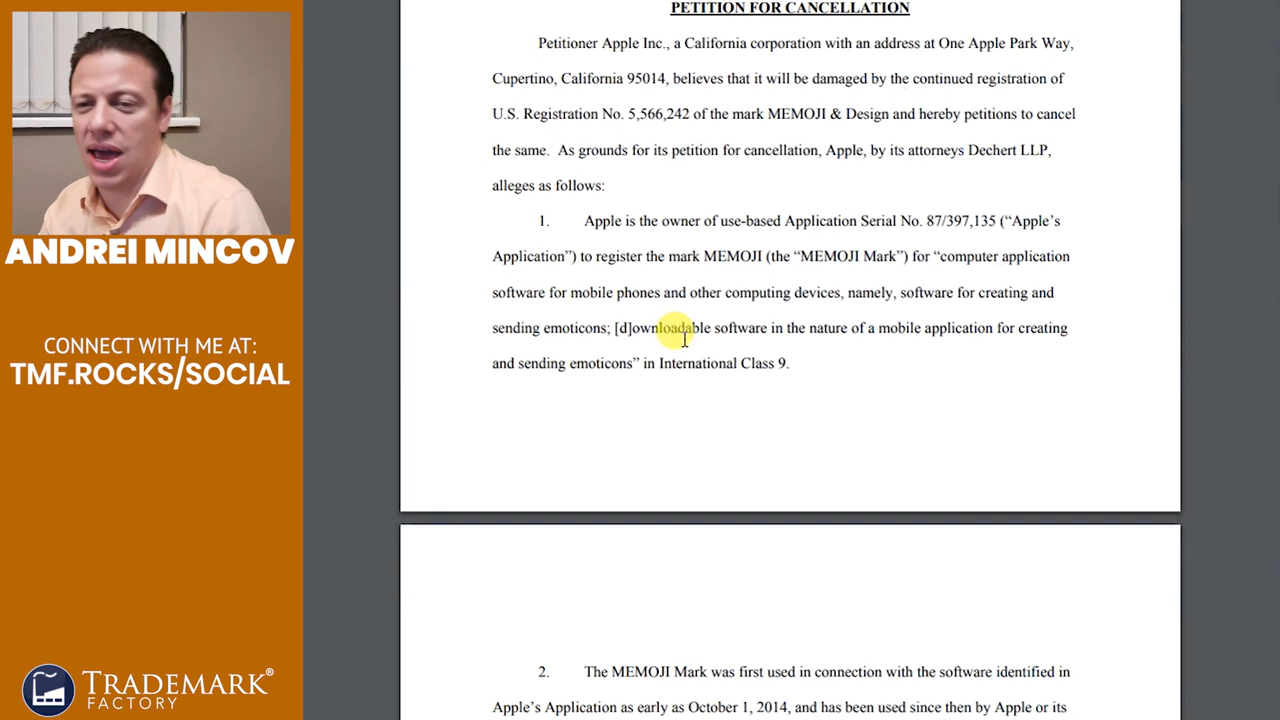 ANDREI MINCOV
CONNECT WITH ME AT:
TMF.ROCKS/SOCIAL
TRADEMARK®
FACTORY
PETITION FOR CANCELLATION
Petitioner Apple Inc., a California corporation with an address at One Apple Park Way,
Cupertino, California 95014, believes that it will be damaged by the continued registration of
U.S. Registration No. 5,566,242 of the mark MEMOJI & Design and hereby petitions to cancel
the same. As grounds for its petition for cancellation, Apple, by its attorneys Dechert LLP,
alleges as follows:
1. Apple is the owner of use-based Application Serial No. 87/397,135 (“Apple’s
Application”) to register the mark MEMOJI (the “MEMOJI Mark”) for “computer application
software for mobile phones and other computing devices, namely, software for creating and
sending emoticons; [d]ownloadable software in the nature of a mobile application for creating
and sending emoticons” in International Class 9.
2. The MEMOJI Mark was first used in connection with the software identified in
Apple’s Application as early as October 1, 2014, and has been used since then by Apple or its